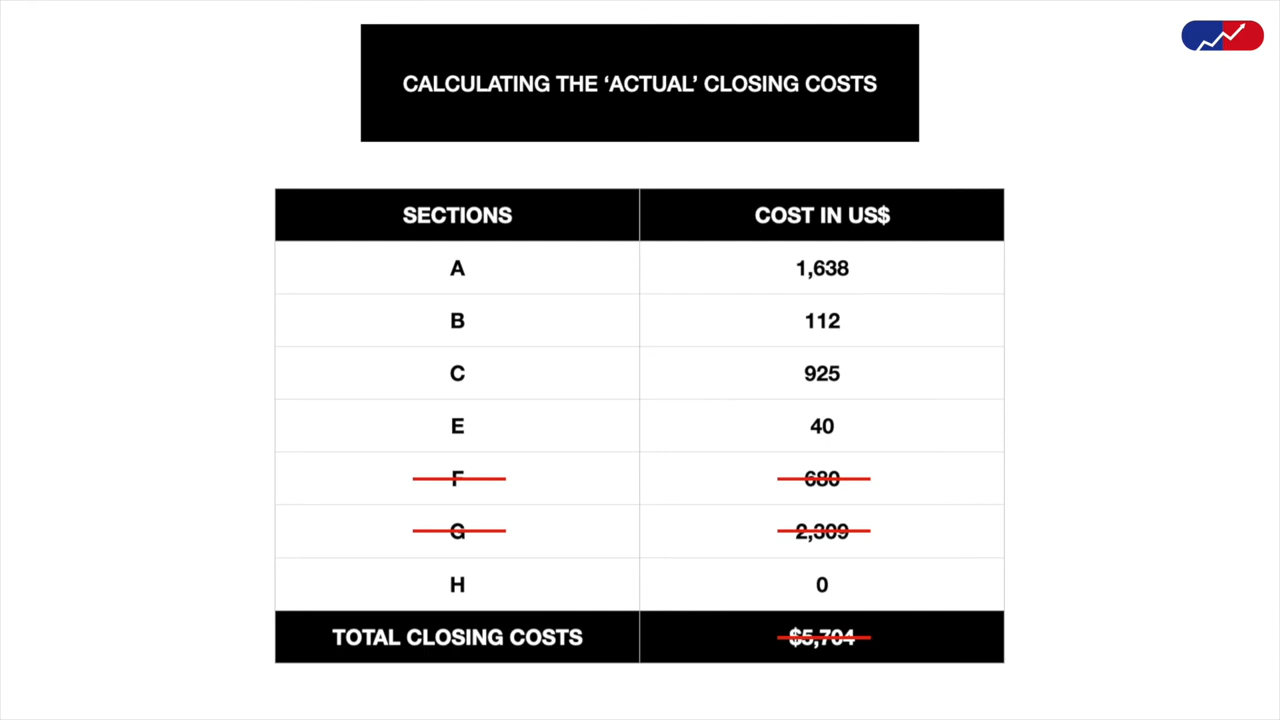 CALCULATING THE ‘ACTUAL’ CLOSING COSTS
SECTIONS COST IN US$
A 1,638
B 112
C 925
E 40
F 680
G 2,309
H 0
TOTAL CLOSING COSTS $5,704